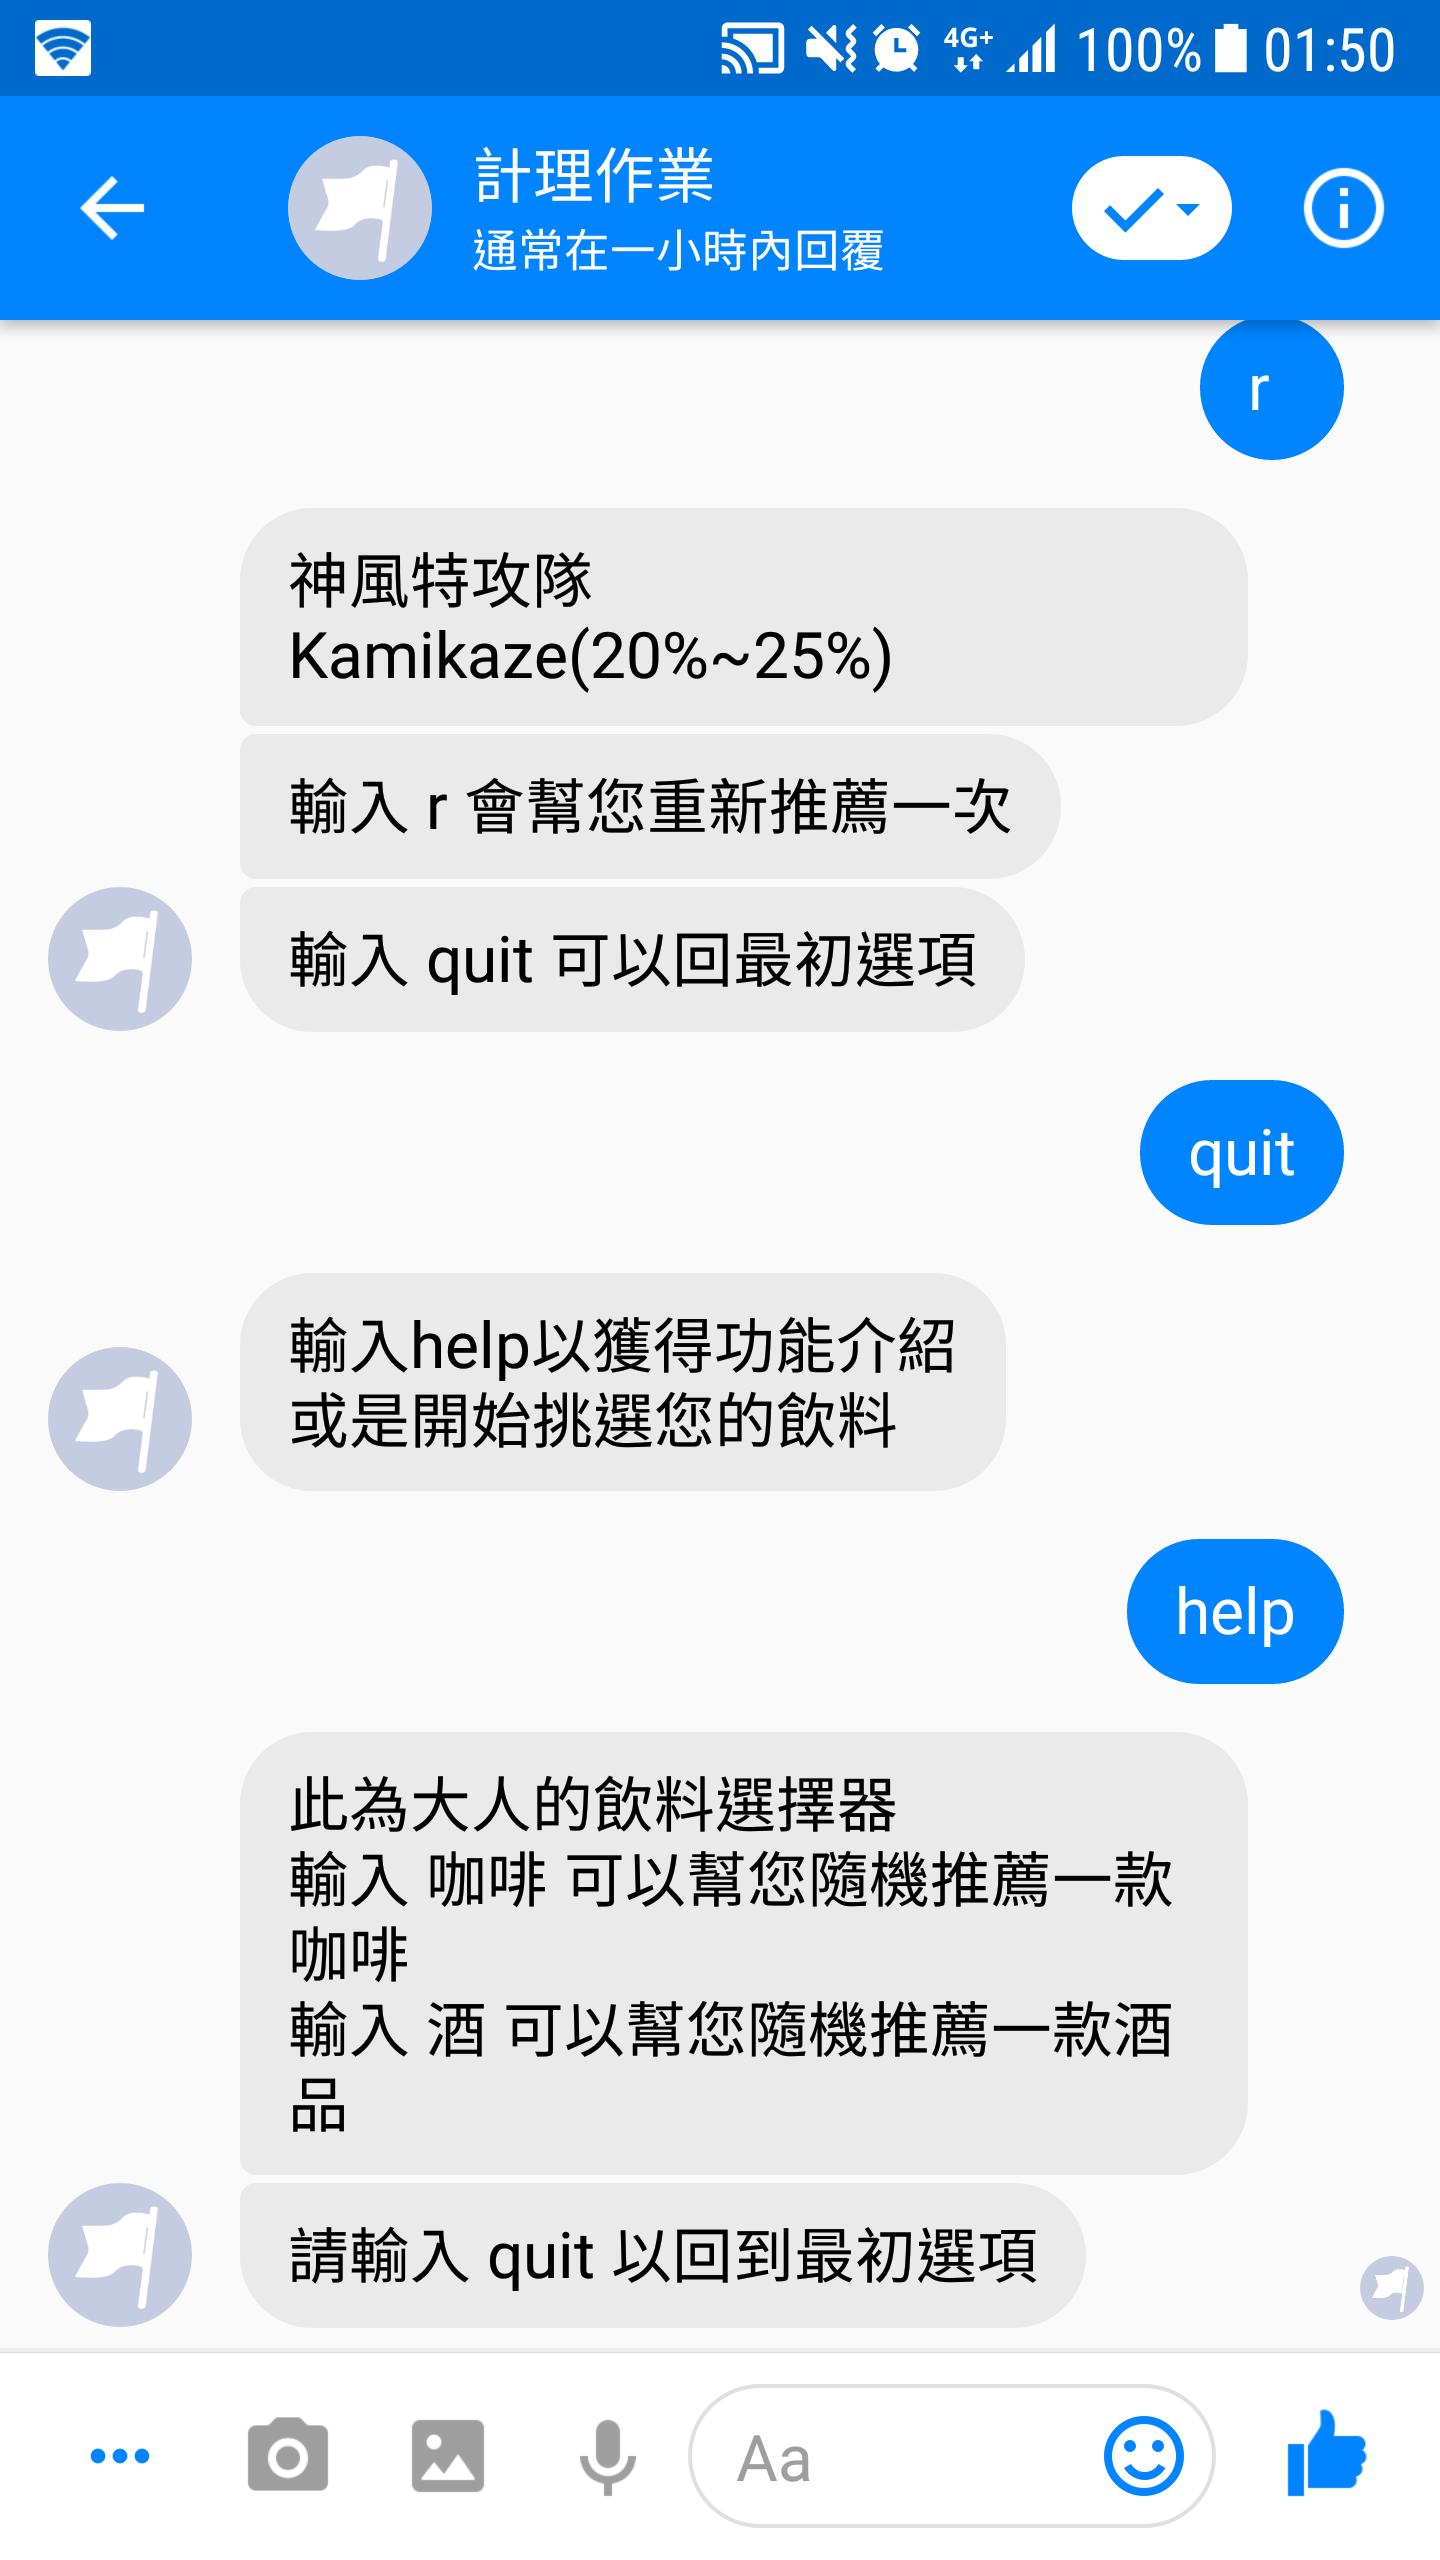 4G+ 100% 01:50
計理作業
通常在一小時內回覆
r
神風特攻隊
Kamikaze(20%~25%)
輸入 r 會幫您重新推薦一次
輸入 quit 可以回最初選項
quit
輸入help以獲得功能介紹
或是開始挑選您的飲料
help
此為大人的飲料選擇器
輸入 咖啡 可以幫您隨機推薦一款
咖啡
輸入 酒 可以幫您隨機推薦一款酒
品
請輸入 quit 以回到最初選項
Aa